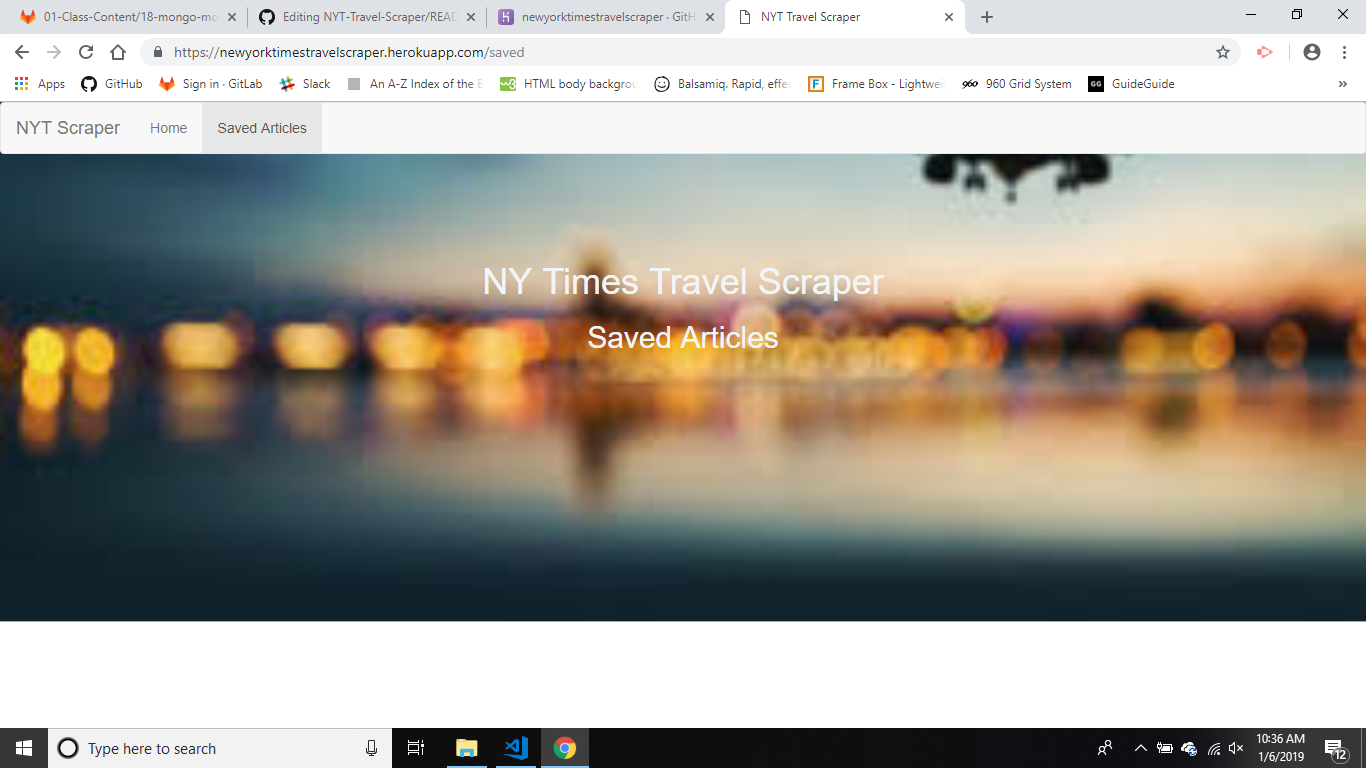 01-Class-Content/18-mongo-mo
Editing NYT-Travel-Scraper/READ
newyorktimestravelscraper · GitH
NYT Travel Scraper
https://newyorktimestravelscraper.herokuapp.com/saved
Apps
GitHub
Sign in · GitLab
Slack
An A-Z Index of the B
HTML body backgrou
Balsamiq. Rapid, effec
F
Frame Box - Lightwei
960
960 Grid System
GG
GuideGuide
NYT Scraper
Home
Saved Articles
NY Times Travel Scraper
Saved Articles
Type here to search
10:36 AM
1/6/2019
12